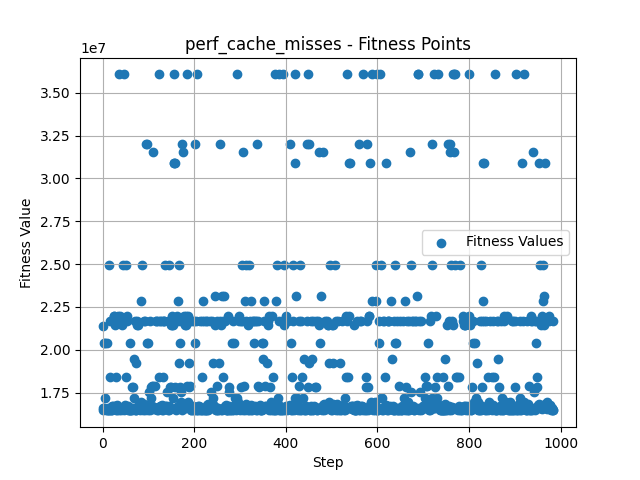 perf_cache_misses - Fitness Points
1e7
3.50
3.25
3.00
2.75
2.50
2.25
2.00
1.75
Fitness Value
Fitness Values
0 200 400 600 800 1000
Step